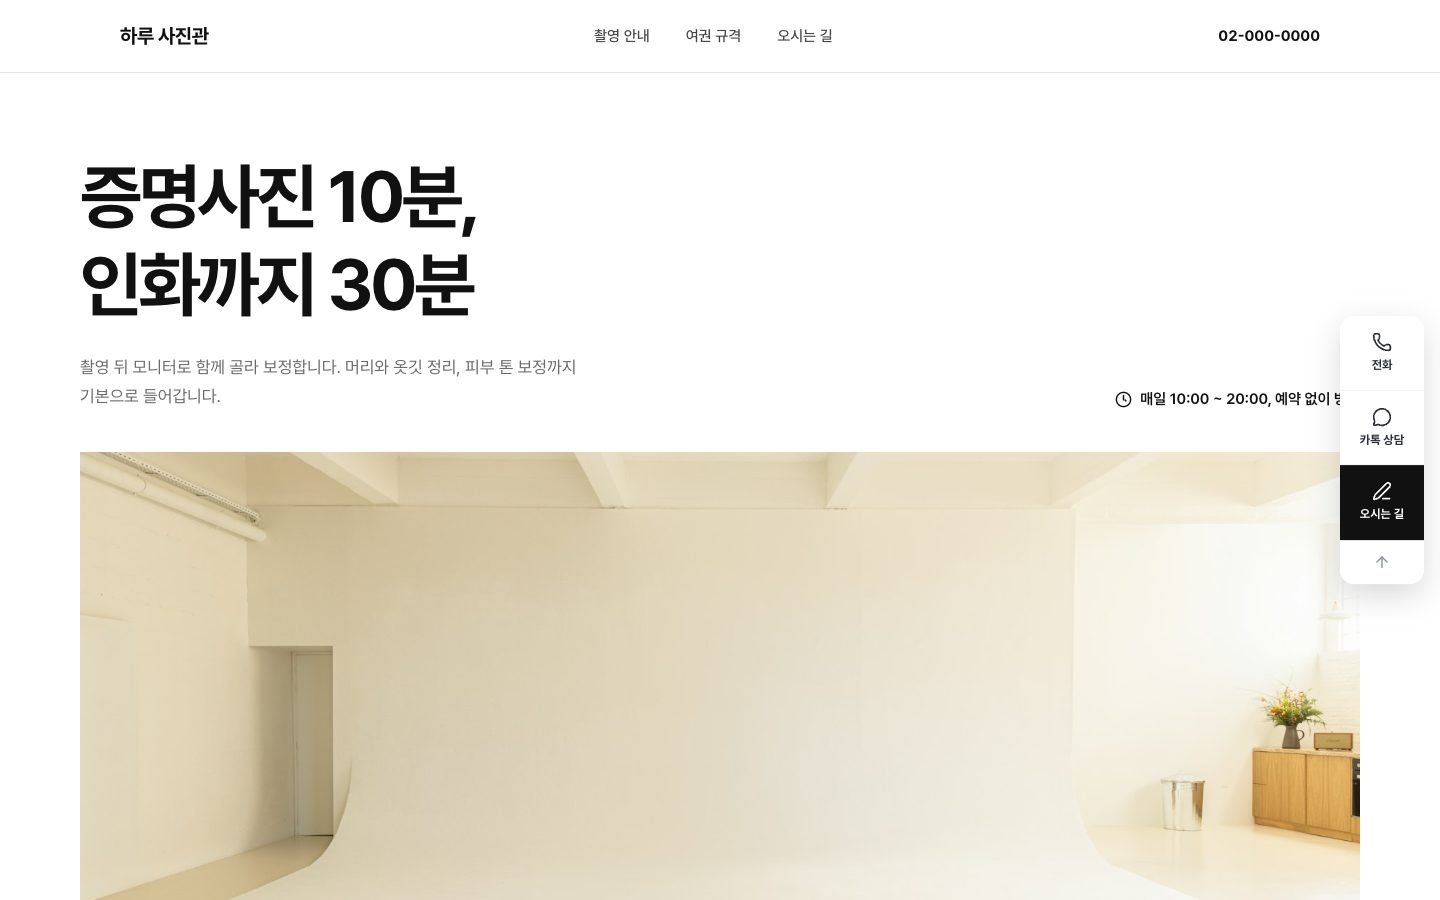 하루 사진관
촬영 안내
여권 규격
오시는 길
02-000-0000
증명사진 10분,
인화까지 30분
촬영 뒤 모니터로 함께 골라 보정합니다. 머리와 옷깃 정리, 피부 톤 보정까지
기본으로 들어갑니다.
매일 10:00 ~ 20:00, 예약 없이
전화
카톡 상담
오시는 길